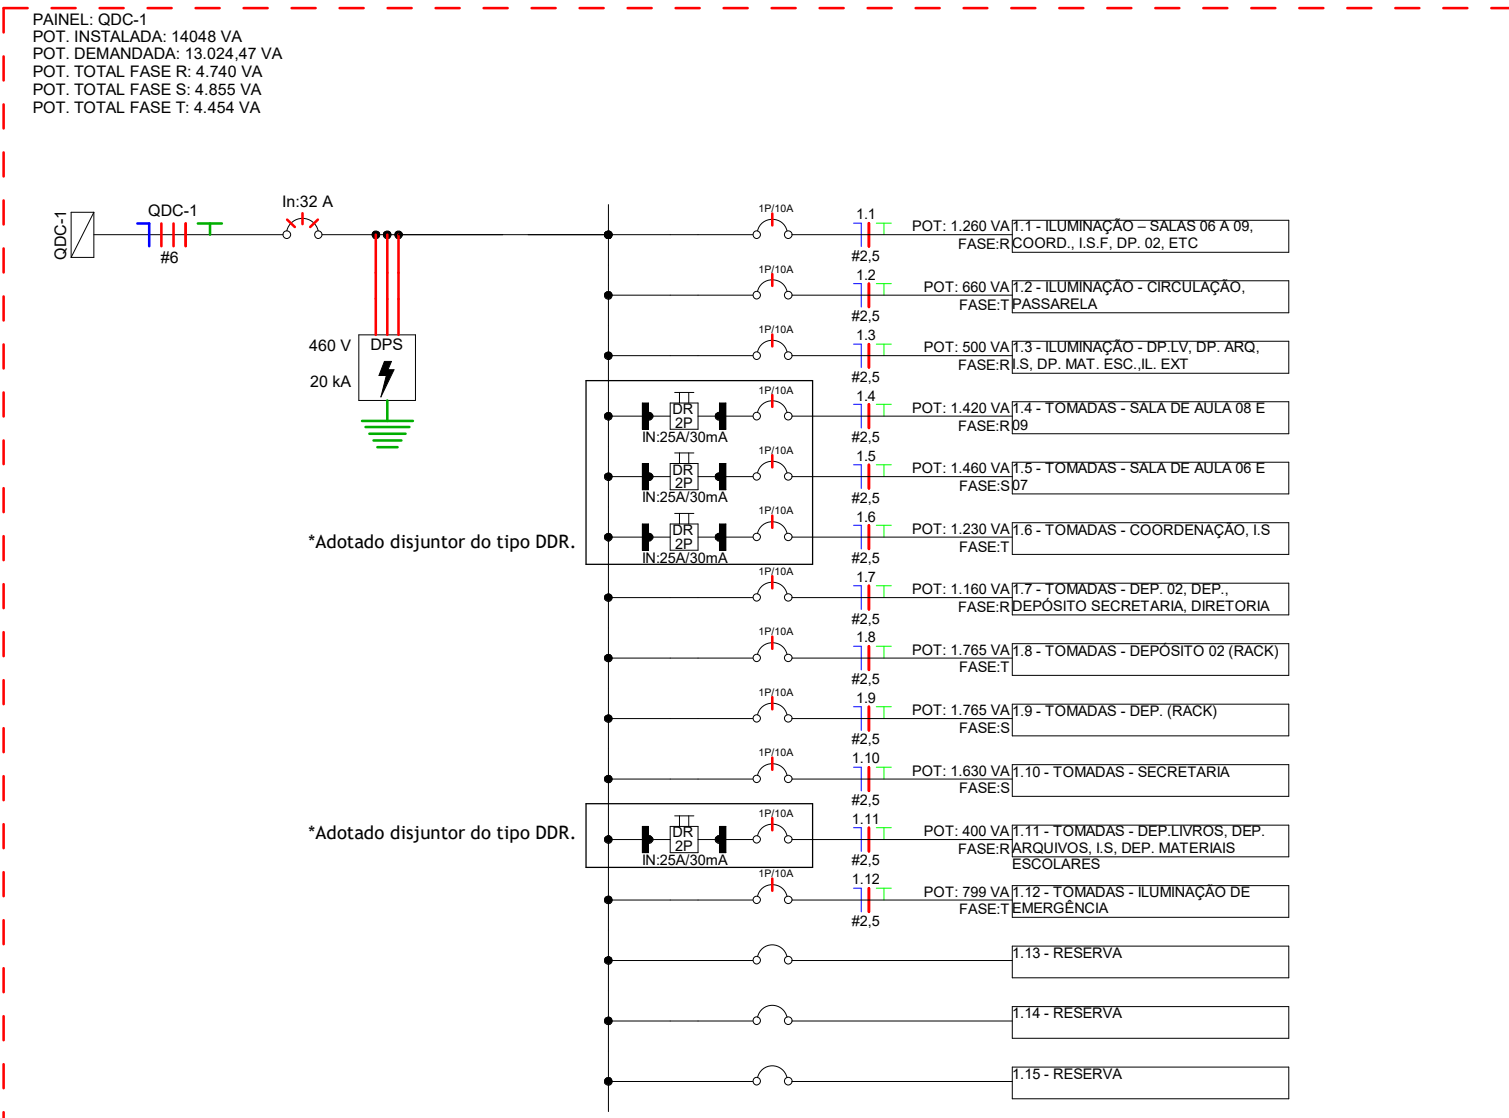 PAINEL: QDC-1
POT. INSTALADA: 14048 VA
POT. DEMANDADA: 13.024,47 VA
POT. TOTAL FASE R: 4.740 VA
POT. TOTAL FASE S: 4.855 VA
POT. TOTAL FASE T: 4.454 VA
QDC-1
QDC-1
#6
In:32 A
460 V
20 kA
DPS
1P/10A
1.1
#2,5
POT: 1.260 VA
FASE:R
1.1 - ILUMINAÇÃO – SALAS 06 A 09,
COORD., I.S.F, DP. 02, ETC
1P/10A
1.2
#2,5
POT: 660 VA
FASE:T
1.2 - ILUMINAÇÃO - CIRCULAÇÃO,
PASSARELA
1P/10A
1.3
#2,5
POT: 500 VA
FASE:R
1.3 - ILUMINAÇÃO - DP.LV, DP. ARQ,
I.S, DP. MAT. ESC.,IL. EXT
DR
2P
IN:25A/30mA
1P/10A
1.4
#2,5
POT: 1.420 VA
FASE:R
1.4 - TOMADAS - SALA DE AULA 08 E
09
DR
2P
IN:25A/30mA
1P/10A
1.5
#2,5
POT: 1.460 VA
FASE:S
1.5 - TOMADAS - SALA DE AULA 06 E
07
*Adotado disjuntor do tipo DDR.
DR
2P
IN:25A/30mA
1P/10A
1.6
#2,5
POT: 1.230 VA
FASE:T
1.6 - TOMADAS - COORDENAÇÃO, I.S
1P/10A
1.7
#2,5
POT: 1.160 VA
FASE:R
1.7 - TOMADAS - DEP. 02, DEP.,
DEPÓSITO SECRETARIA, DIRETORIA
1P/10A
1.8
#2,5
POT: 1.765 VA
FASE:T
1.8 - TOMADAS - DEPÓSITO 02 (RACK)
1P/10A
1.9
#2,5
POT: 1.765 VA
FASE:S
1.9 - TOMADAS - DEP. (RACK)
1P/10A
1.10
#2,5
POT: 1.630 VA
FASE:S
1.10 - TOMADAS - SECRETARIA
*Adotado disjuntor do tipo DDR.
DR
2P
IN:25A/30mA
1P/10A
1.11
#2,5
POT: 400 VA
FASE:R
1.11 - TOMADAS - DEP.LIVROS, DEP.
ARQUIVOS, I.S, DEP. MATERIAIS
ESCOLARES
1P/10A
1.12
#2,5
POT: 799 VA
FASE:T
1.12 - TOMADAS - ILUMINAÇÃO DE
EMERGÊNCIA
1.13 - RESERVA
1.14 - RESERVA
1.15 - RESERVA